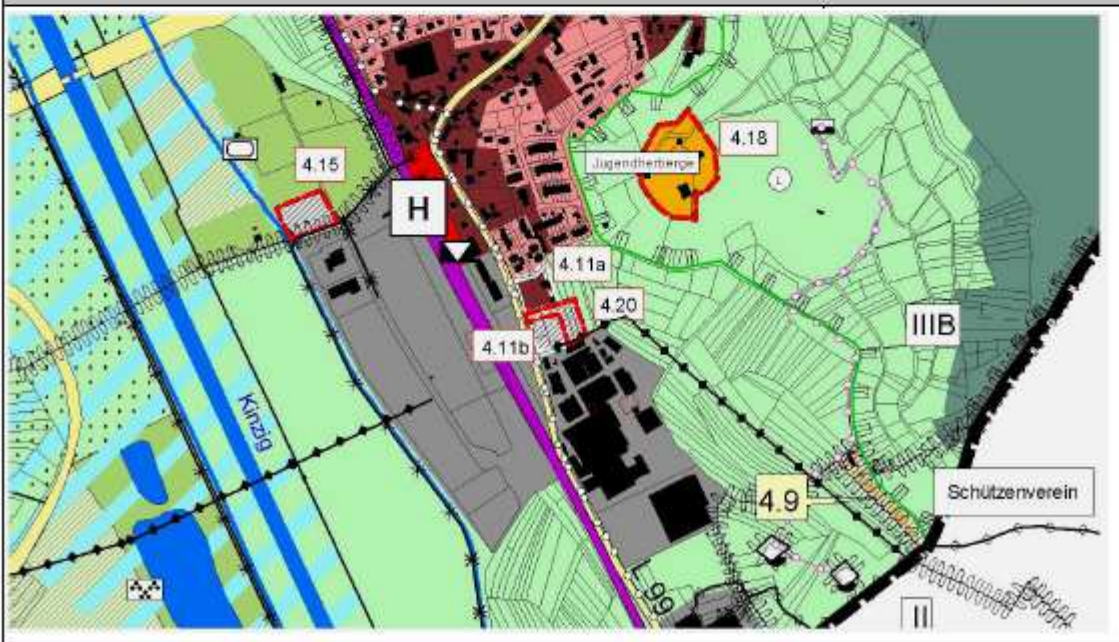 4.15
4.18
Jugendherberge
L
H
4.11a
4.20
4.11b
IIIB
Kinzig
4.9
Schützenverein
99
II